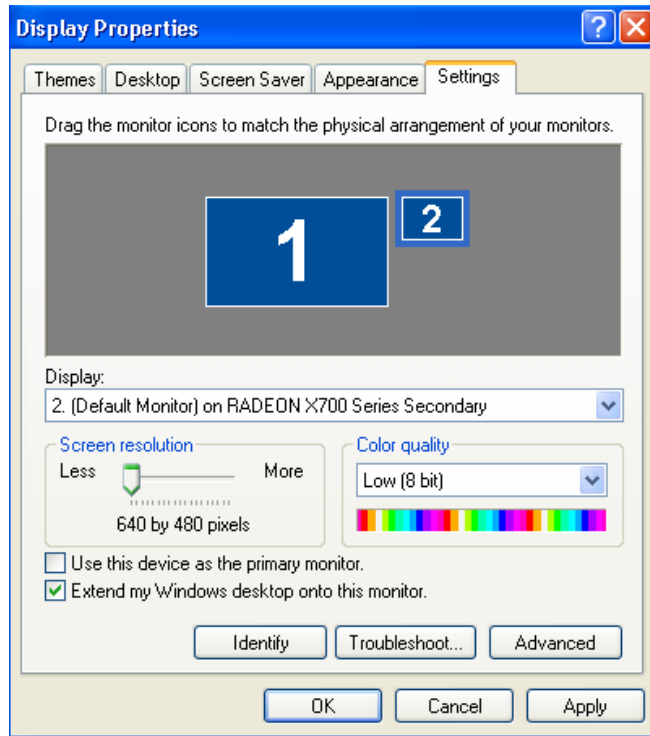 Display Properties
Themes Desktop Screen Saver Appearance Settings
Drag the monitor icons to match the physical arrangement of your monitors.
1 2
Display:
2. (Default Monitor) on RADEON X700 Series Secondary
Screen resolution
Less More
640 by 480 pixels
Color quality
Low (8 bit)
Use this device as the primary monitor.
Extend my Windows desktop onto this monitor.
Identify Troubleshoot... Advanced
OK Cancel Apply